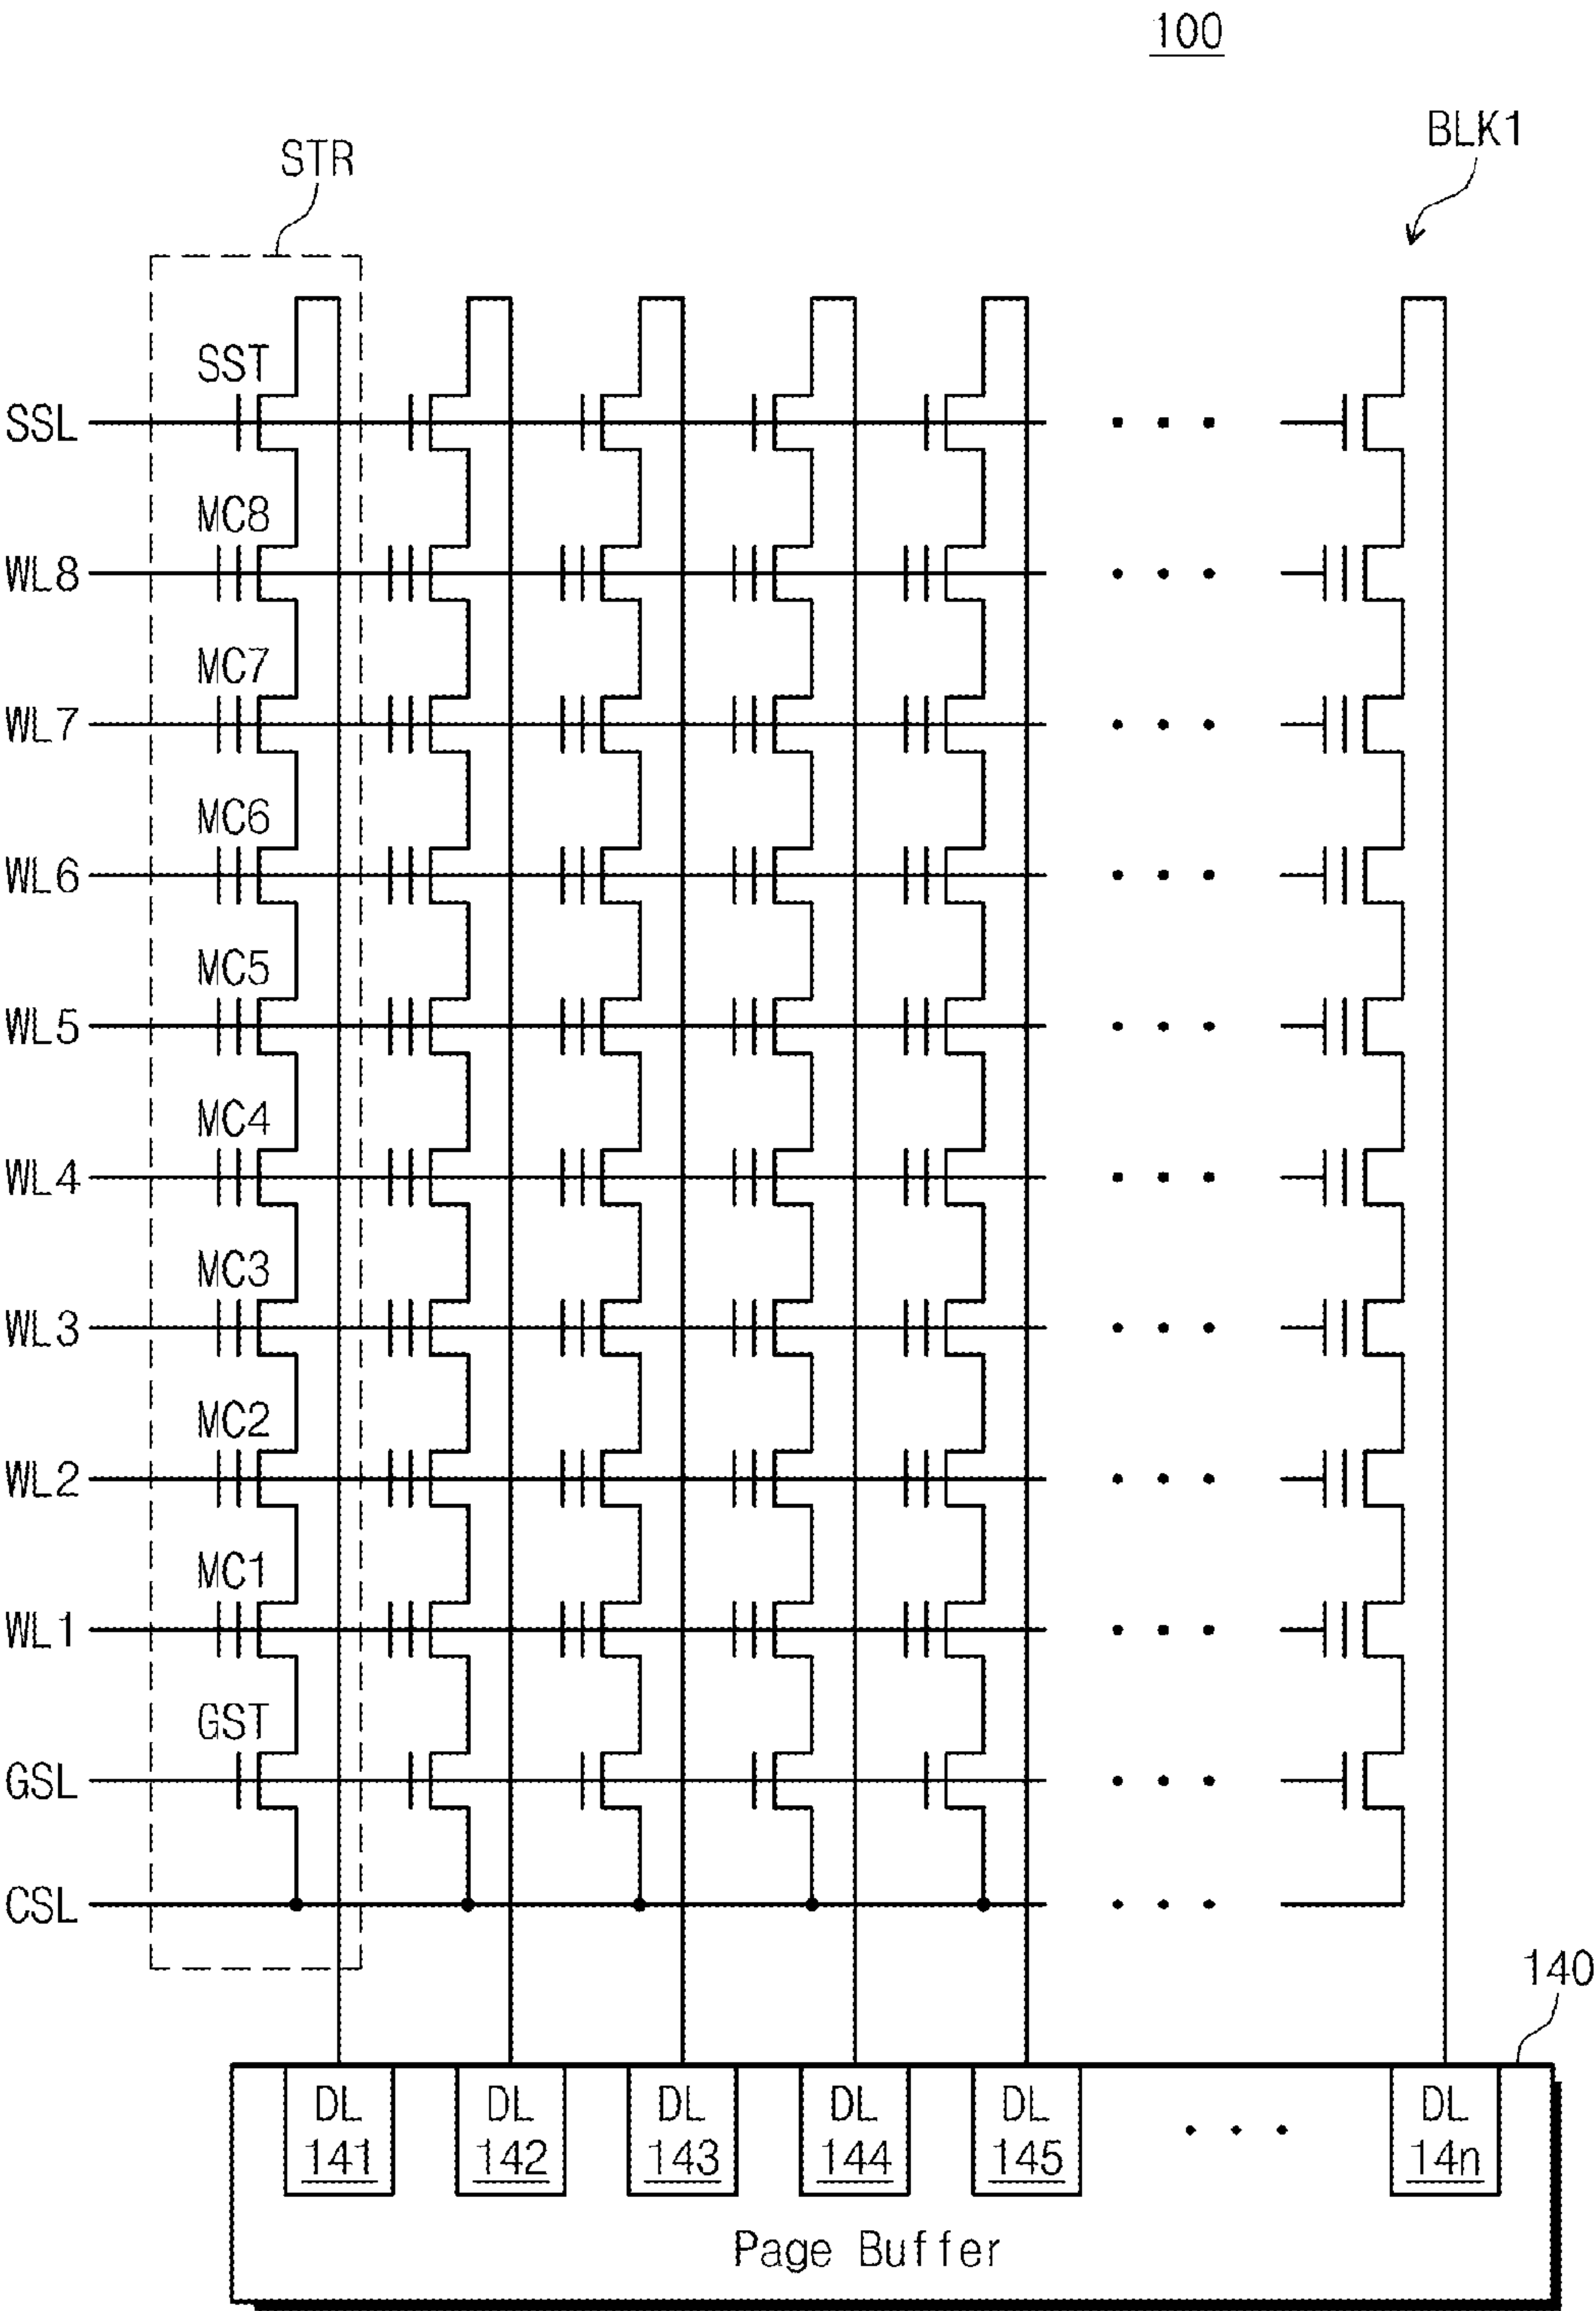 100
BLK1
STR
SST
SSL
MC8
WL8
MC7
WL7
MC6
WL6
MC5
WL5
MC4
WL4
MC3
WL3
MC2
WL2
MC1
WL1
GST
GSL
CSL
140
DL DL DL DL DL DL
141 142 143 144 145 14n
Page Buffer